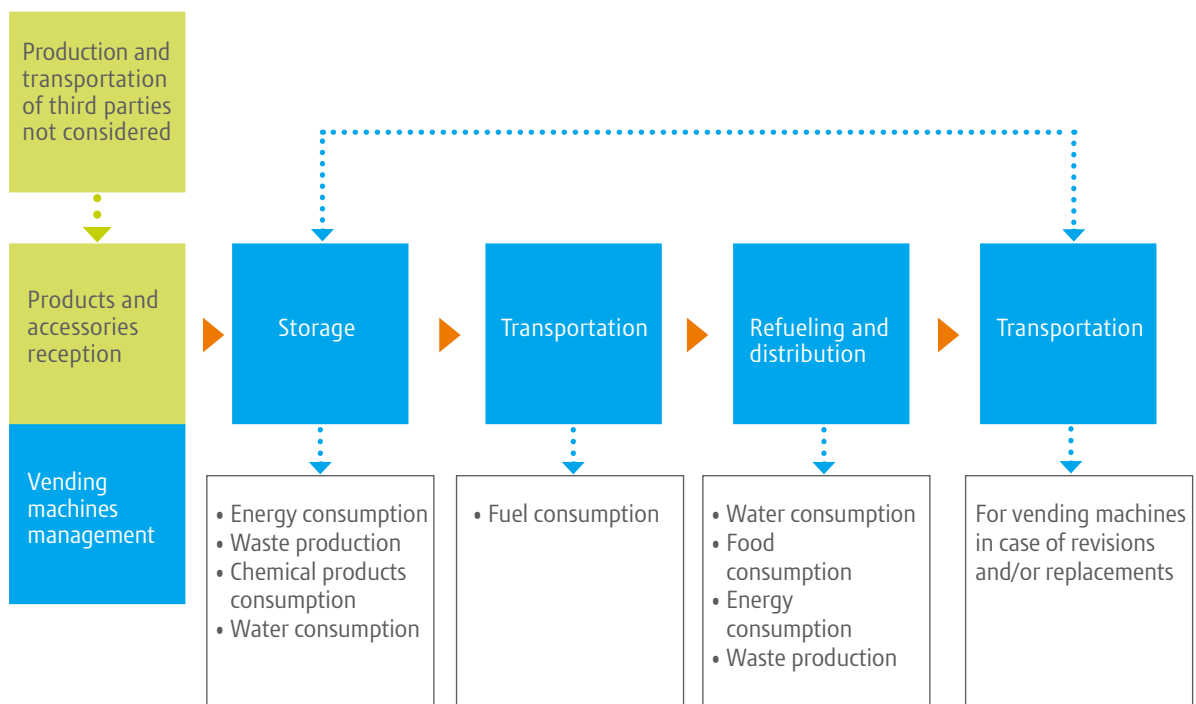 Production and
transportation
of third parties
not considered
Products and
accessories
reception
Vending
machines
management
Storage
Transportation
Refueling and
distribution
Transportation
• Energy consumption
• Waste production
• Chemical products
consumption
• Water consumption
• Fuel consumption
• Water consumption
• Food
consumption
• Energy
consumption
• Waste production
For vending machines
in case of revisions
and/or replacements